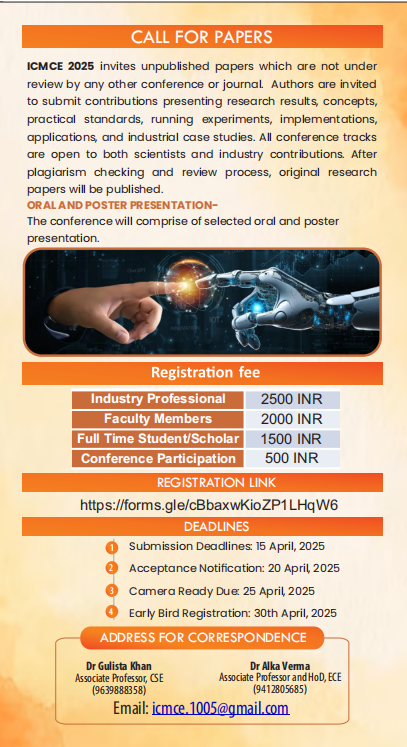 CALL FOR PAPERS
ICMCE 2025 invites unpublished papers which are not under
review by any other conference or journal. Authors are invited
to submit contributions presenting research results, concepts,
practical standards, running experiments, implementations,
applications, and industrial case studies. All conference tracks
are open to both scientists and industry contributions. After
plagiarism checking and review process, original research
papers will be published.
ORAL AND POSTER PRESENTATION-
The conference will comprise of selected oral and poster
presentation.
Registration fee
Industry Professional 2500 INR
Faculty Members 2000 INR
Full Time Student/Scholar 1500 INR
Conference Participation 500 INR
REGISTRATION LINK
https://forms.gle/cBbaxwKioZP1LHqW6
DEADLINES
1 Submission Deadlines: 15 April, 2025
2 Acceptance Notification: 20 April, 2025
3 Camera Ready Due: 25 April, 2025
4 Early Bird Registration: 30th April, 2025
ADDRESS FOR CORRESPONDENCE
Dr Gulista Khan
Associate Professor, CSE
(9639888358)
Dr Alka Verma
Associate Professor and HoD, ECE
(9412805685)
Email: icmce.1005@gmail.com